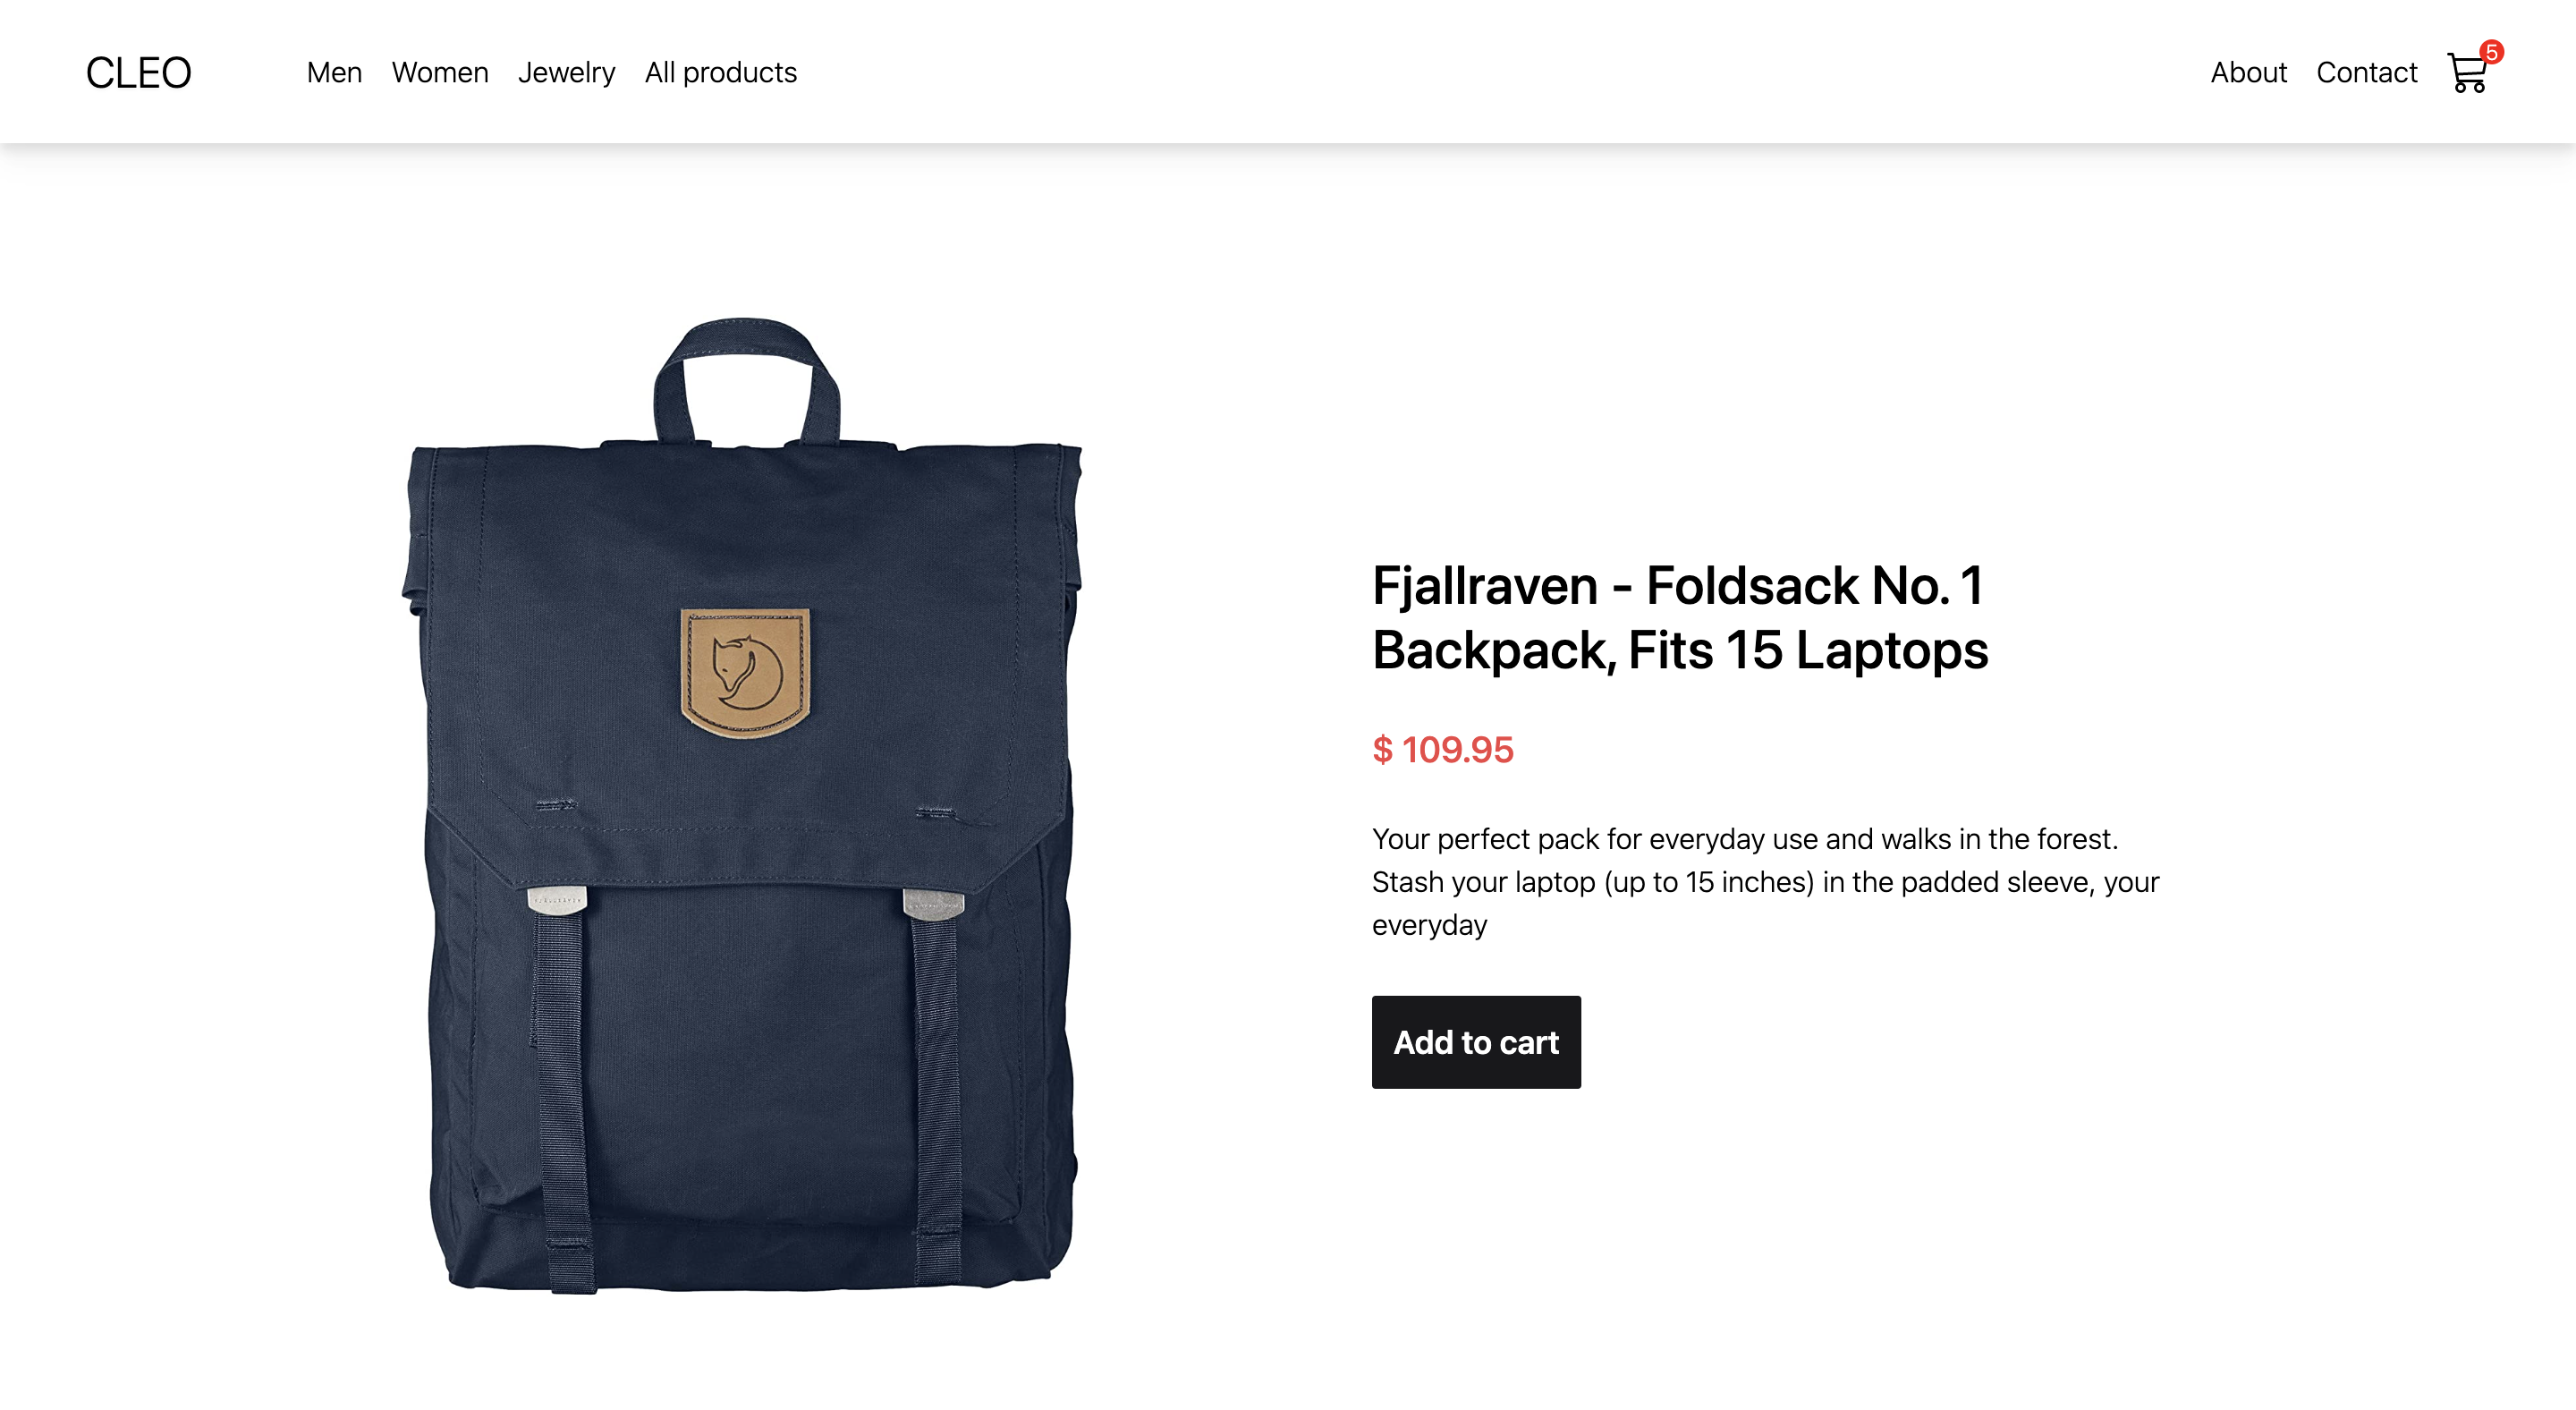 CLEO
Men Women Jewelry All products
About Contact 5
Fjallraven - Foldsack No. 1
Backpack, Fits 15 Laptops
$ 109.95
Your perfect pack for everyday use and walks in the forest.
Stash your laptop (up to 15 inches) in the padded sleeve, your
everyday
Add to cart